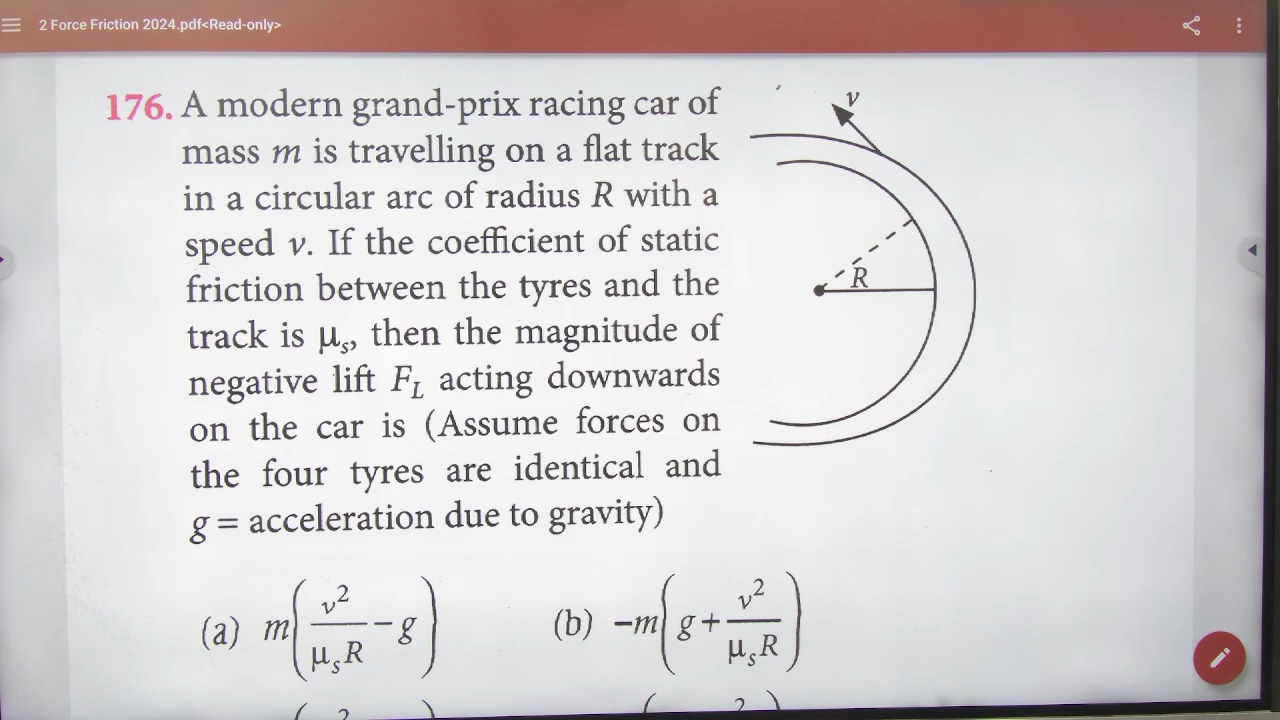 2 Force Friction 2024.pdf<Read-only>
176. A modern grand-prix racing car of
mass m is travelling on a flat track
in a circular arc of radius R with a
speed v. If the coefficient of static
friction between the tyres and the
track is μₛ, then the magnitude of
negative lift F_L acting downwards
on the car is (Assume forces on
the four tyres are identical and
g = acceleration due to gravity)
v
R
(a) m(v²/μₛR − g) (b) −m(g + v²/μₛR)
2 2